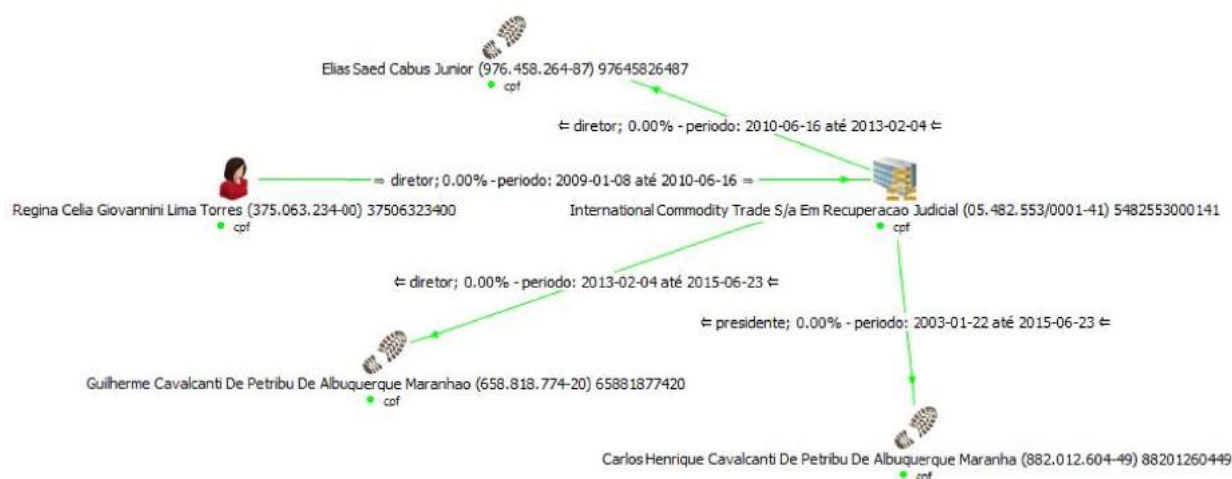 Elias Saed Cabus Junior (976.458.264-87) 97645826487
cpf
⇐ diretor; 0.00% - periodo: 2010-06-16 até 2013-02-04 ⇐
⇒ diretor; 0.00% - periodo: 2009-01-08 até 2010-06-16 ⇒
Regina Celia Giovannini Lima Torres (375.063.234-00) 37506323400
cpf
International Commodity Trade S/a Em Recuperacao Judicial (05.482.553/0001-41) 5482553000141
cpf
⇐ diretor; 0.00% - periodo: 2013-02-04 até 2015-06-23 ⇐
⇐ presidente; 0.00% - periodo: 2003-01-22 até 2015-06-23 ⇐
Guilherme Cavalcanti De Petribu De Albuquerque Maranhao (658.818.774-20) 65881877420
cpf
Carlos Henrique Cavalcanti De Petribu De Albuquerque Maranha (882.012.604-49) 88201260449
cpf